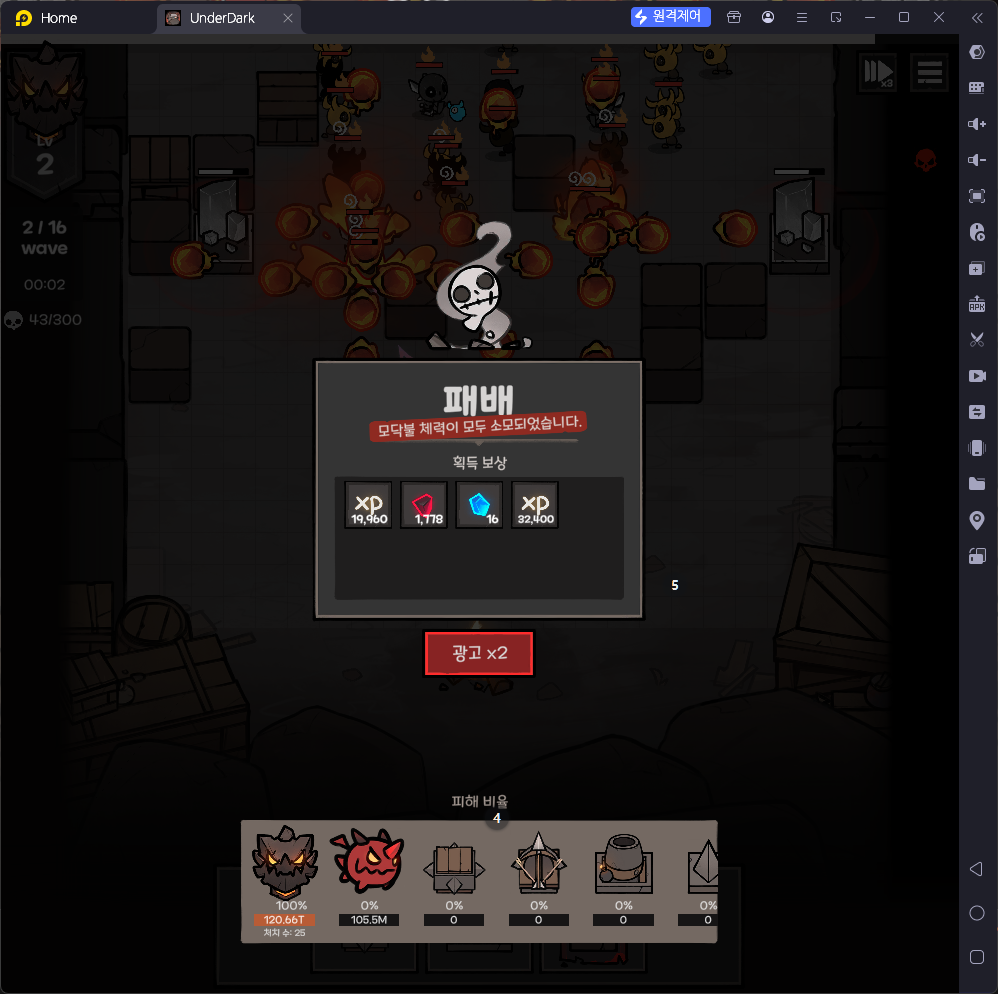 Home
UnderDark
원격제어
x3
LV
2
2 / 16
wave
00:02
43/300
패배
모닥불 체력이 모두 소모되었습니다.
획득 보상
xp
19,960
1,778
16
xp
32,400
5
광고 x2
피해 비율
4
100%
0%
0%
0%
0%
0%
120.66T
105.5M
0
0
0
0
처치 수: 25
APK